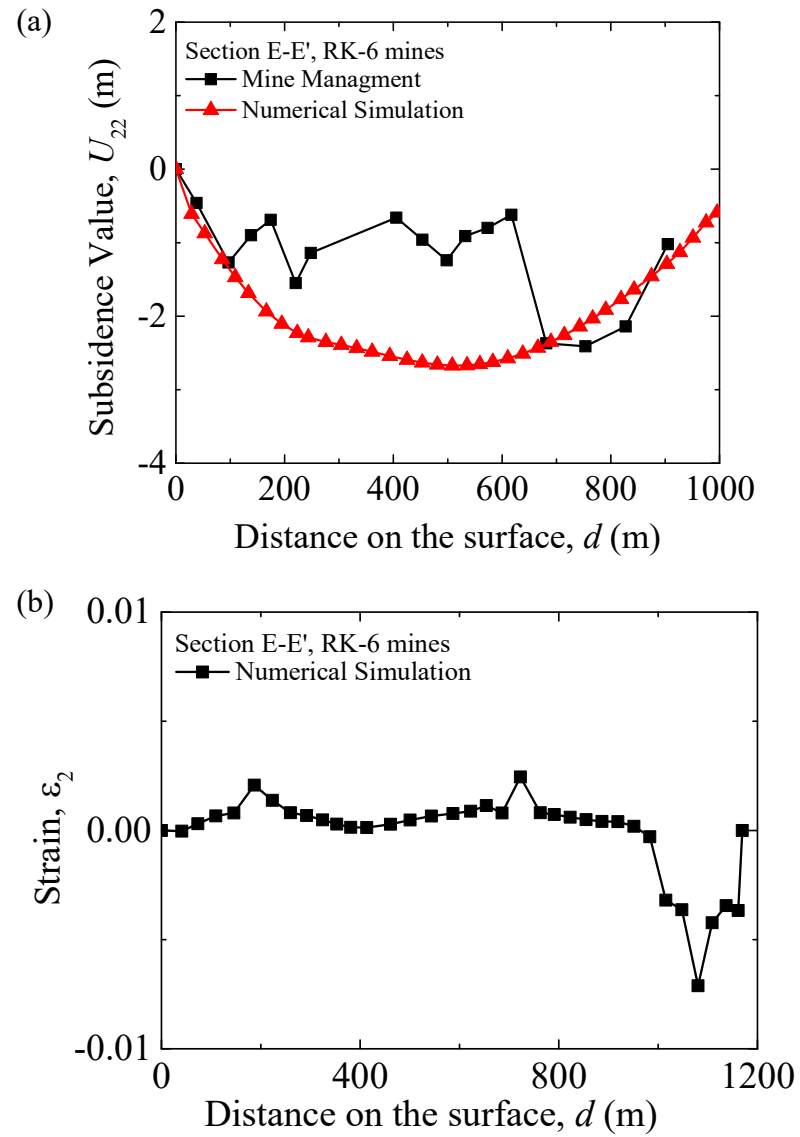 (a)
2
0
-2
-4
Subsidence Value, U22 (m)
Section E-E', RK-6 mines
Mine Managment
Numerical Simulation
0 200 400 600 800 1000
Distance on the surface, d (m)
(b)
0.01
0.00
-0.01
Strain, ε2
Section E-E', RK-6 mines
Numerical Simulation
0 400 800 1200
Distance on the surface, d (m)